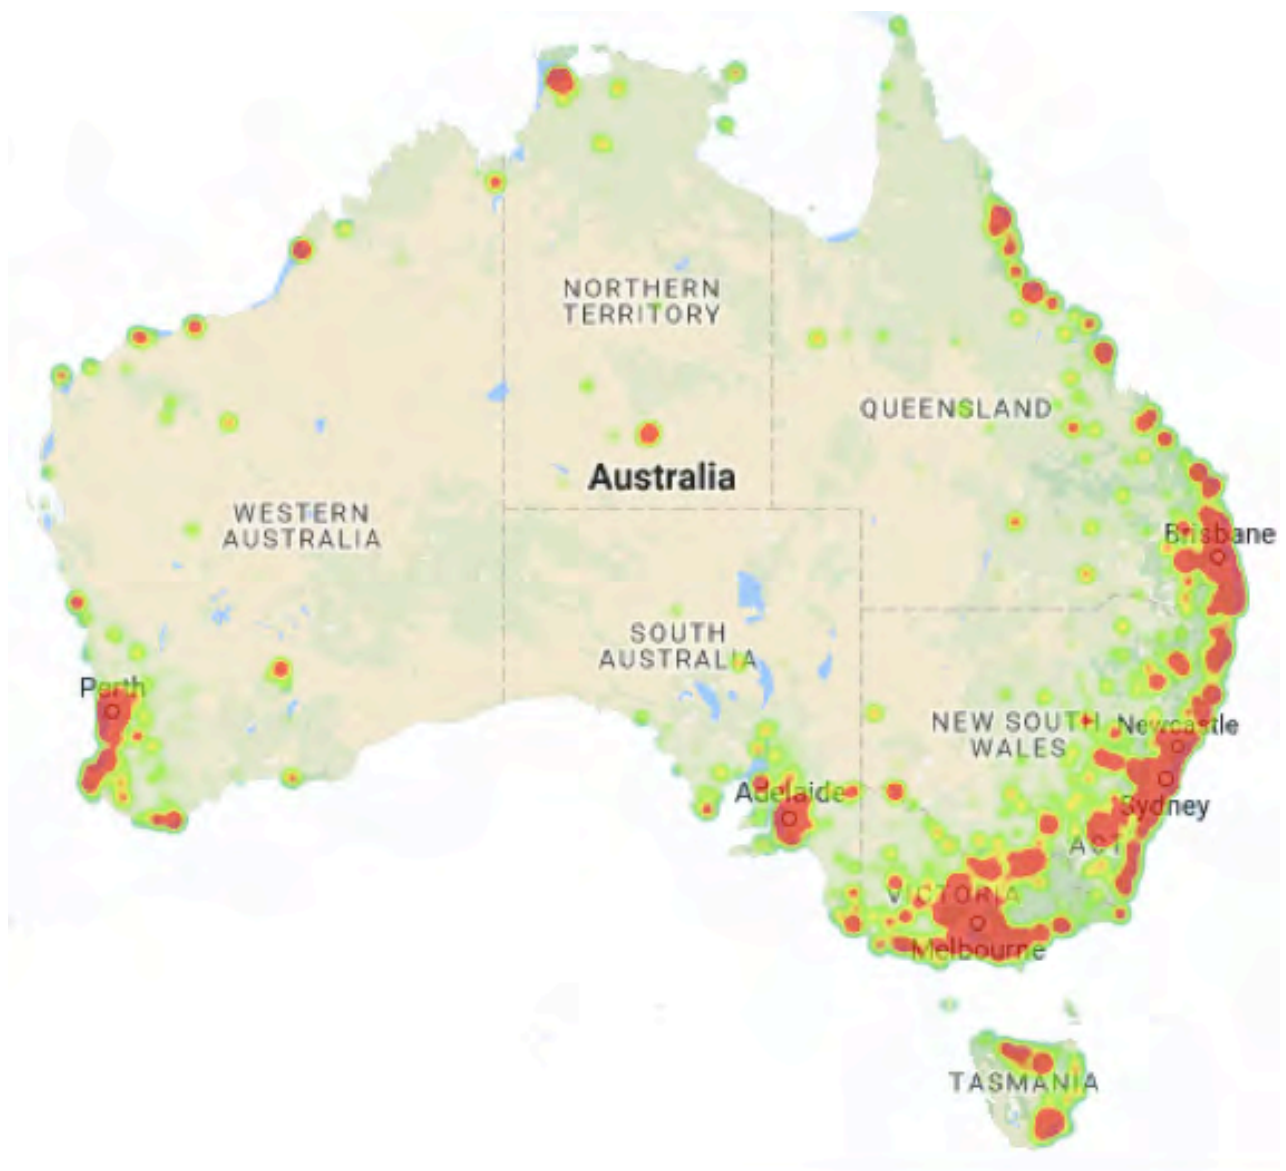 NORTHERN
TERRITORY
QUEENSLAND
Australia
WESTERN
AUSTRALIA
Brisbane
SOUTH
AUSTRALIA
Perth
NEW SOUTH
WALES
Newcastle
Adelaide
Sydney
ACT
VICTORIA
Melbourne
TASMANIA